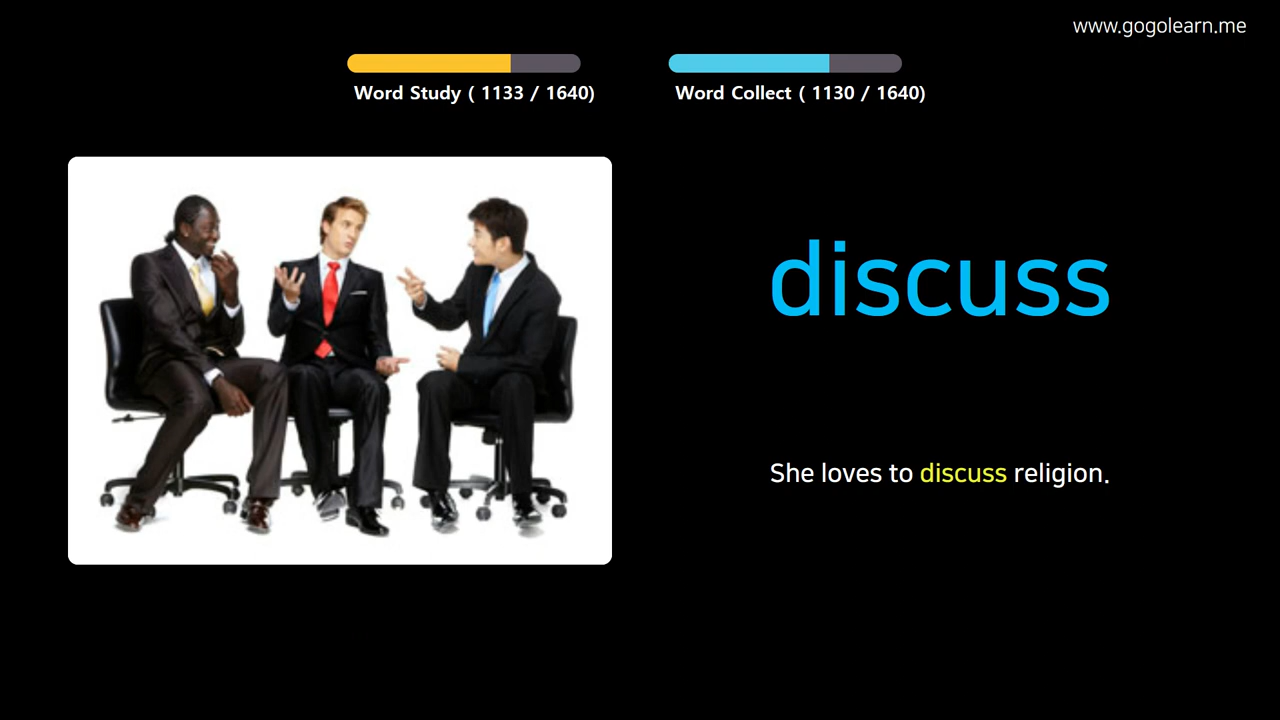 www.gogolearn.me
Word Study ( 1133 / 1640)
Word Collect ( 1130 / 1640)
discuss
She loves to discuss religion.